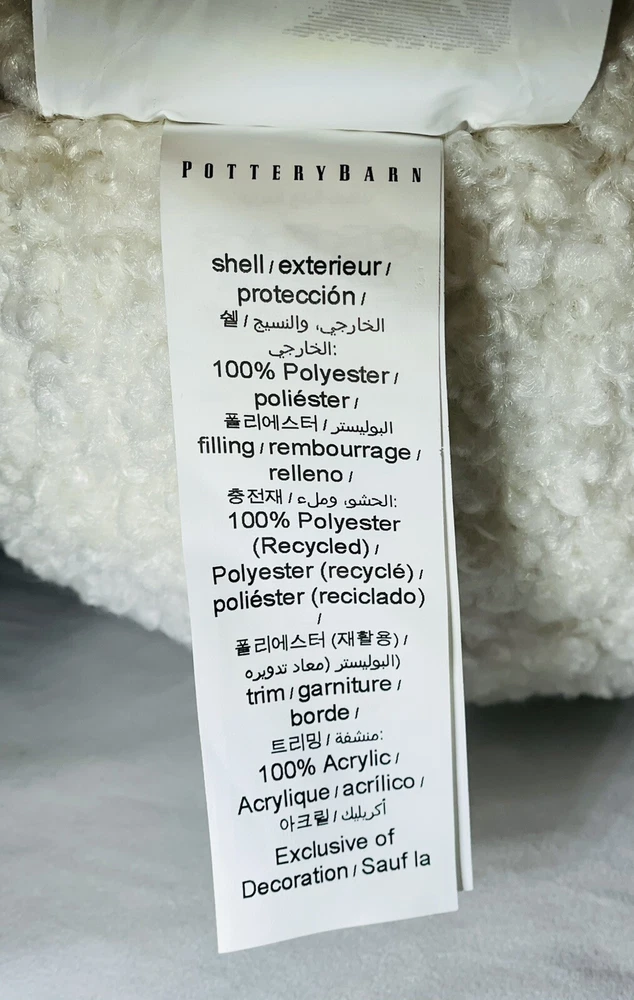 POTTERYBARN
shell / exterieur /
protección /
쉘 / الخارجي، والنسيج
الخارجي:
100% Polyester /
poliéster /
폴리에스터 / البوليستر
filling / rembourrage /
relleno /
충전재 / الحشو، وملء:
100% Polyester
(Recycled) /
Polyester (recyclé) /
poliéster (reciclado)
/
폴리에스터 (재활용) /
البوليستر (معاد تدويره)
trim / garniture /
borde /
트리밍 / منشفة:
100% Acrylic /
Acrylique / acrílico /
아크릴 / أكريليك
Exclusive of
Decoration / Sauf la